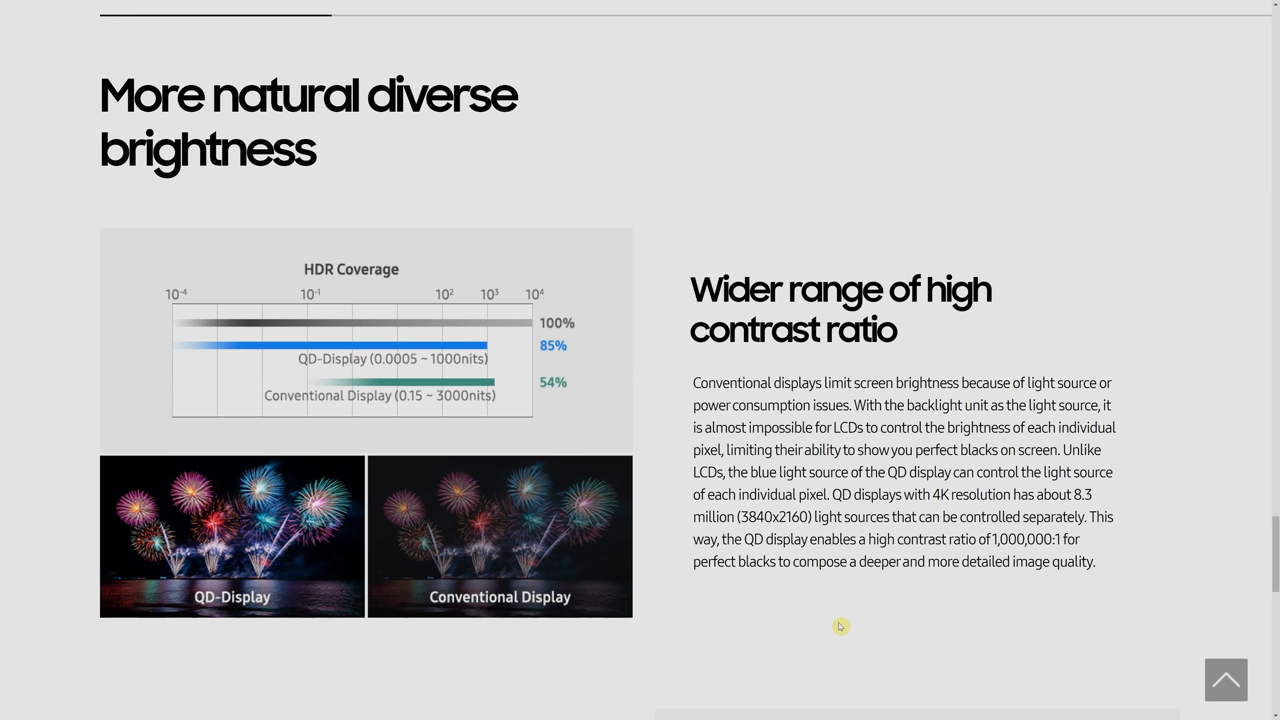 More natural diverse
brightness
HDR Coverage
10⁻⁴ 10⁻¹ 10² 10³ 10⁴
100%
85%
QD-Display (0.0005 ~ 1000nits)
54%
Conventional Display (0.15 ~ 3000nits)
QD-Display
Conventional Display
Wider range of high
contrast ratio
Conventional displays limit screen brightness because of light source or
power consumption issues. With the backlight unit as the light source, it
is almost impossible for LCDs to control the brightness of each individual
pixel, limiting their ability to show you perfect blacks on screen. Unlike
LCDs, the blue light source of the QD display can control the light source
of each individual pixel. QD displays with 4K resolution has about 8.3
million (3840x2160) light sources that can be controlled separately. This
way, the QD display enables a high contrast ratio of 1,000,000:1 for
perfect blacks to compose a deeper and more detailed image quality.